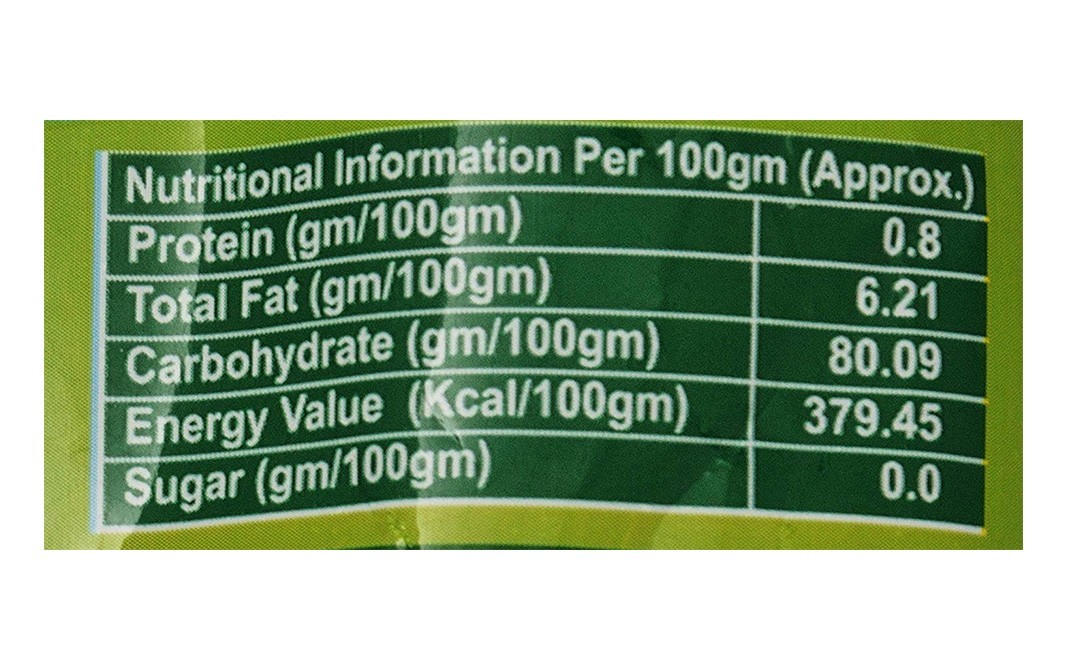 Nutritional Information Per 100gm (Approx.)
Protein (gm/100gm) 0.8
Total Fat (gm/100gm) 6.21
Carbohydrate (gm/100gm) 80.09
Energy Value (Kcal/100gm) 379.45
Sugar (gm/100gm) 0.0